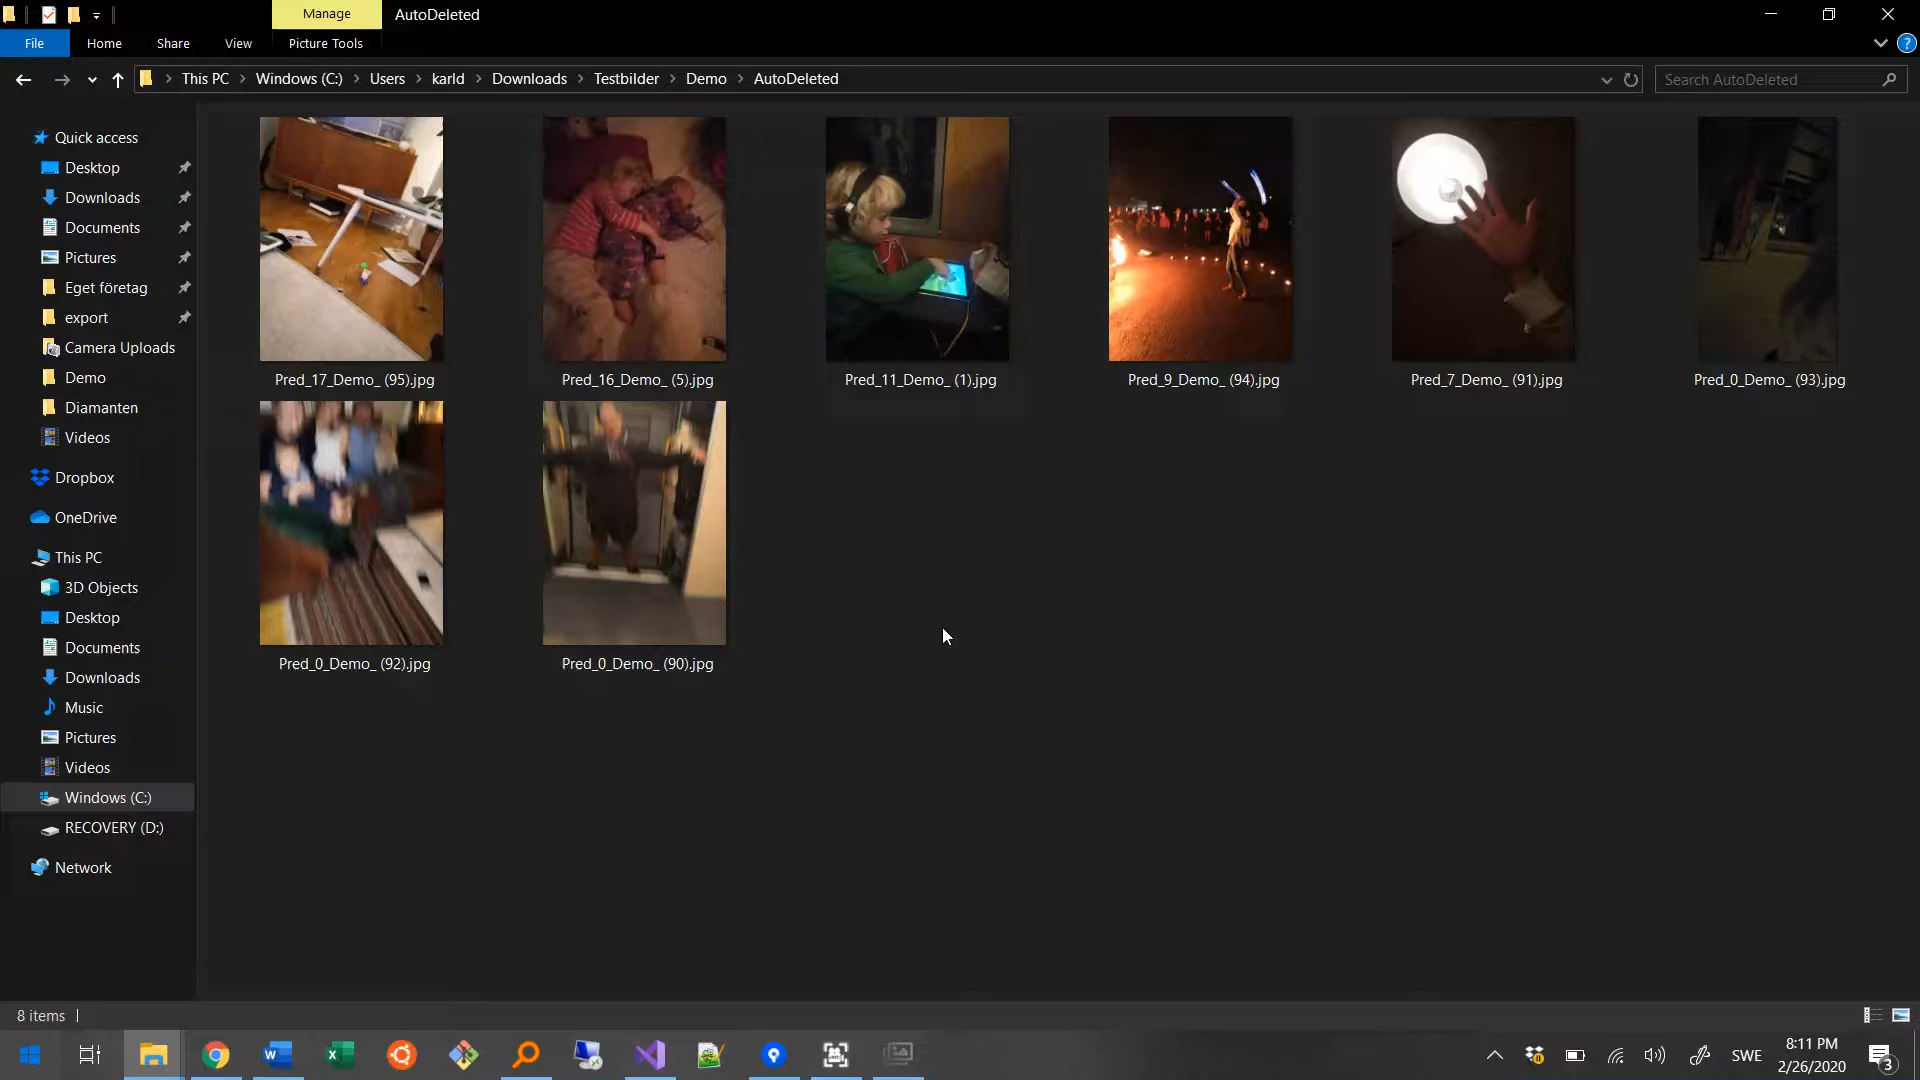 Manage
AutoDeleted
File
Home
Share
View
Picture Tools
This PC > Windows (C:) > Users > karld > Downloads > Testbilder > Demo > AutoDeleted
Search AutoDeleted
Quick access
Desktop
Downloads
Documents
Pictures
Eget företag
export
Camera Uploads
Demo
Diamanten
Videos
Dropbox
OneDrive
This PC
3D Objects
Desktop
Documents
Downloads
Music
Pictures
Videos
Windows (C:)
RECOVERY (D:)
Network
Pred_17_Demo_ (95).jpg
Pred_16_Demo_ (5).jpg
Pred_11_Demo_ (1).jpg
Pred_9_Demo_ (94).jpg
Pred_7_Demo_ (91).jpg
Pred_0_Demo_ (93).jpg
Pred_0_Demo_ (92).jpg
Pred_0_Demo_ (90).jpg
8 items
SWE
8:11 PM
2/26/2020
3